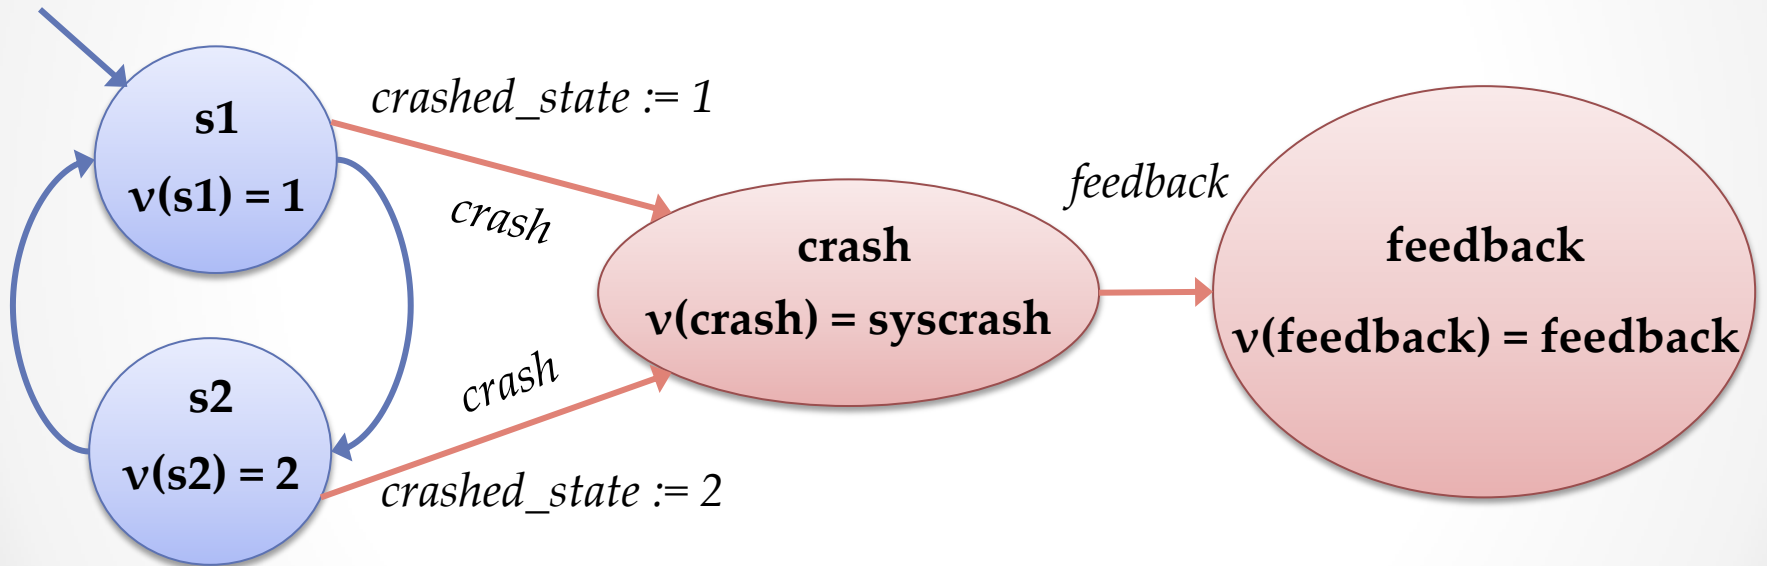 s1
ν(s1) = 1
crashed_state := 1
crash
s2
ν(s2) = 2
crash
crashed_state := 2
crash
ν(crash) = syscrash
feedback
feedback
ν(feedback) = feedback